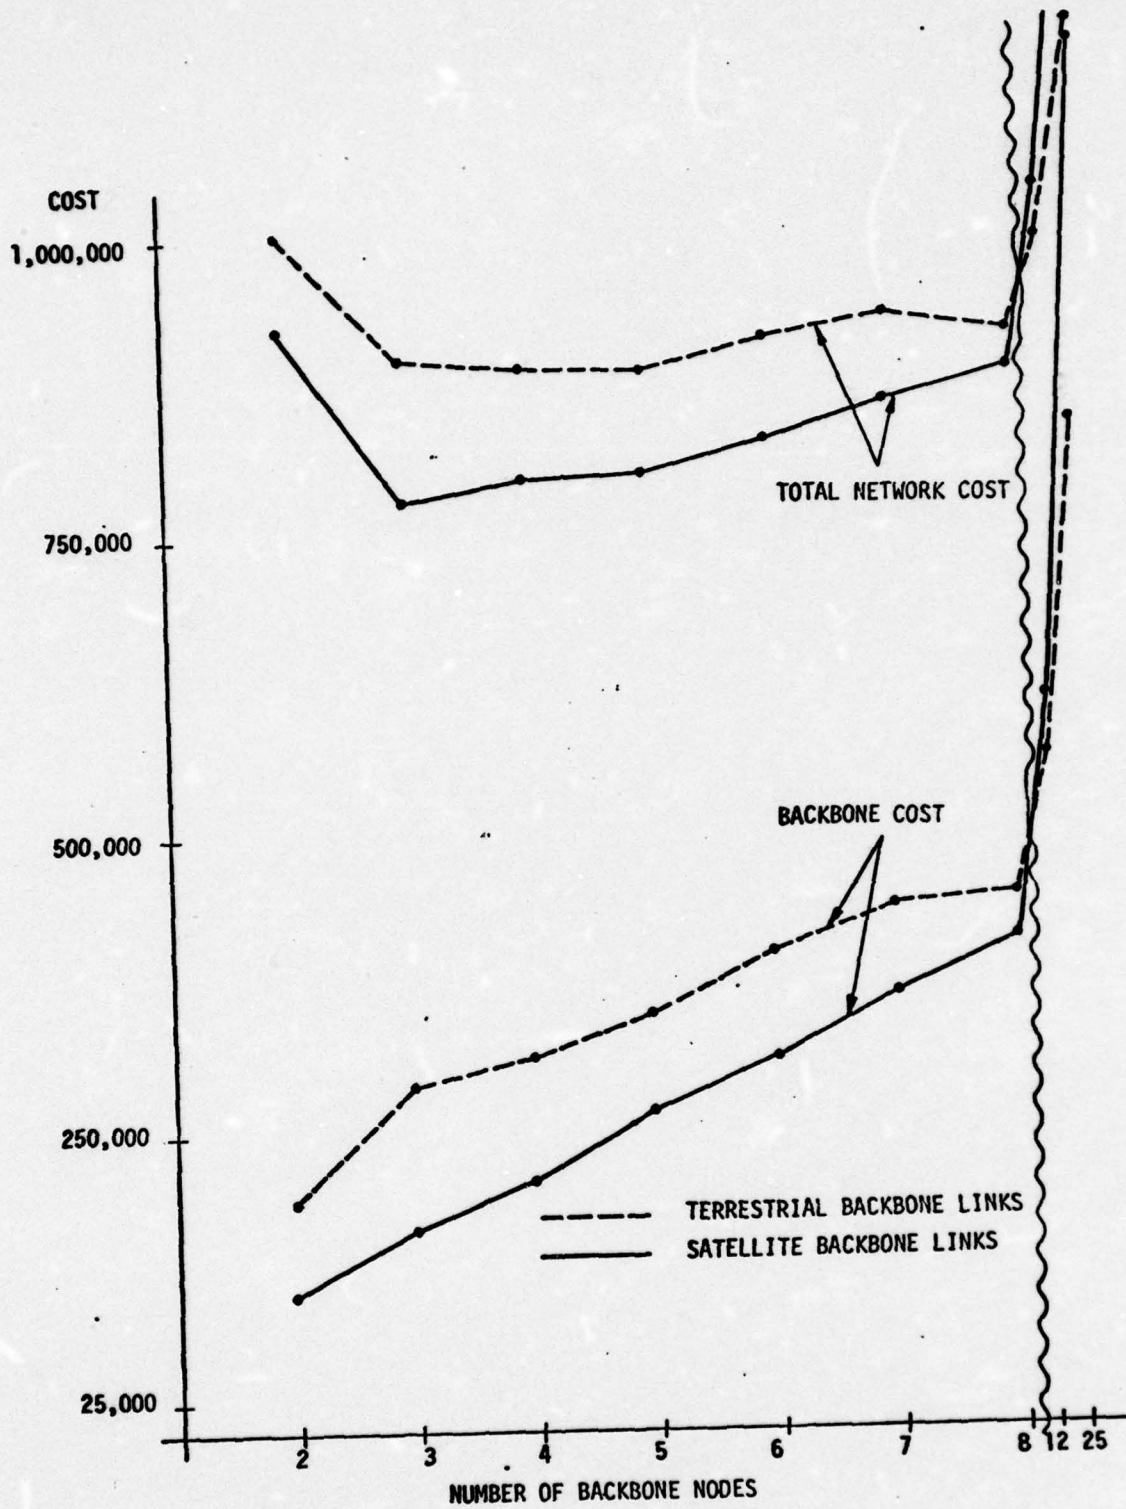 COST
1,000,000
TOTAL NETWORK COST
750,000
BACKBONE COST
500,000
250,000
TERRESTRIAL BACKBONE LINKS
SATELLITE BACKBONE LINKS
25,000
2 3 4 5 6 7 8 12 25
NUMBER OF BACKBONE NODES